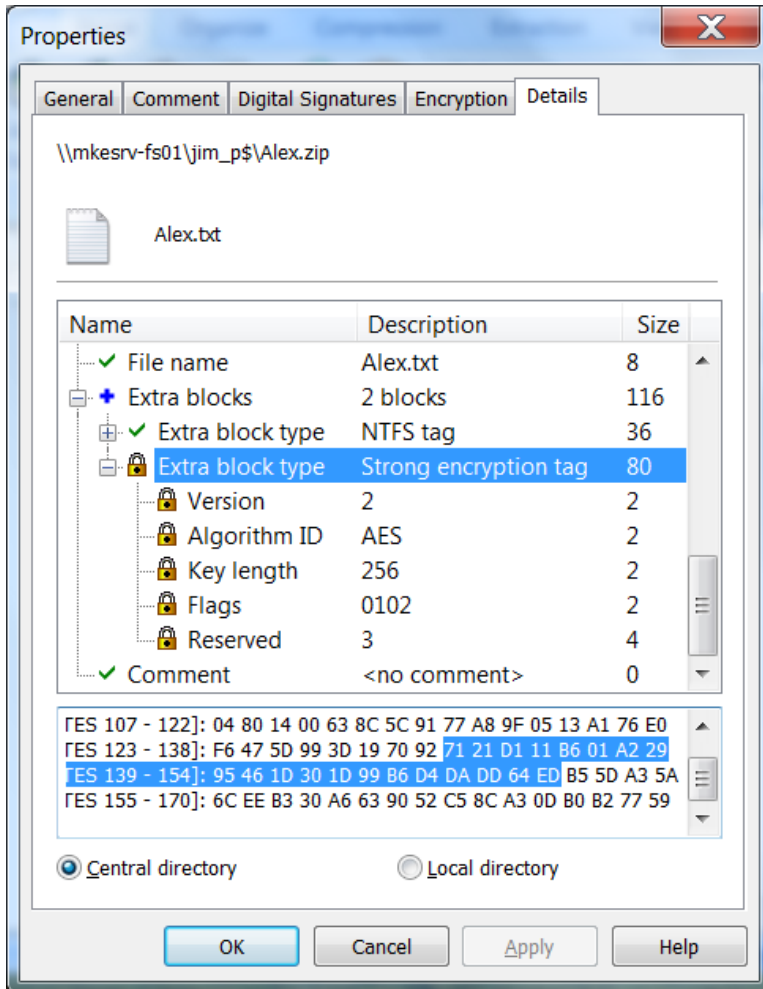 Properties
General Comment Digital Signatures Encryption Details
\\mkesrv-fs01\jim_p$\Alex.zip
Alex.txt
Name Description Size
File name Alex.txt 8
Extra blocks 2 blocks 116
Extra block type NTFS tag 36
Extra block type Strong encryption tag 80
Version 2 2
Algorithm ID AES 2
Key length 256 2
Flags 0102 2
Reserved 3 4
Comment <no comment> 0
TES 107 - 122]: 04 80 14 00 63 8C 5C 91 77 A8 9F 05 13 A1 76 E0
TES 123 - 138]: F6 47 5D 99 3D 19 70 92 71 21 D1 11 B6 01 A2 29
TES 139 - 154]: 95 46 1D 30 1D 99 B6 D4 DA DD 64 ED B5 5D A3 5A
TES 155 - 170]: 6C EE B3 30 A6 63 90 52 C5 8C A3 0D B0 B2 77 59
Central directory Local directory
OK Cancel Apply Help